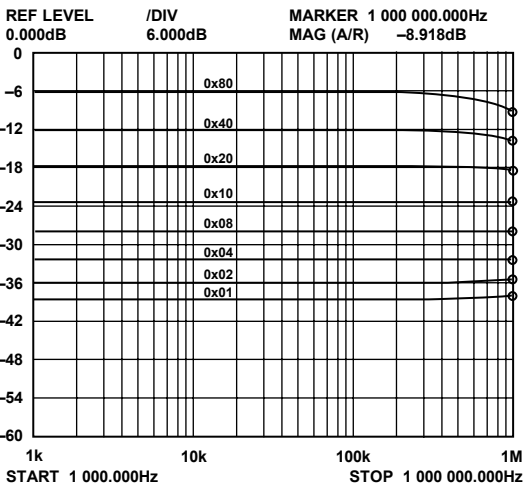 REF LEVEL /DIV MARKER 1 000 000.000Hz
0.000dB 6.000dB MAG (A/R) –8.918dB
0
–6
–12
–18
–24
–30
–36
–42
–48
–54
–60
0x80
0x40
0x20
0x10
0x08
0x04
0x02
0x01
1k 10k 100k 1M
START 1 000.000Hz STOP 1 000 000.000Hz